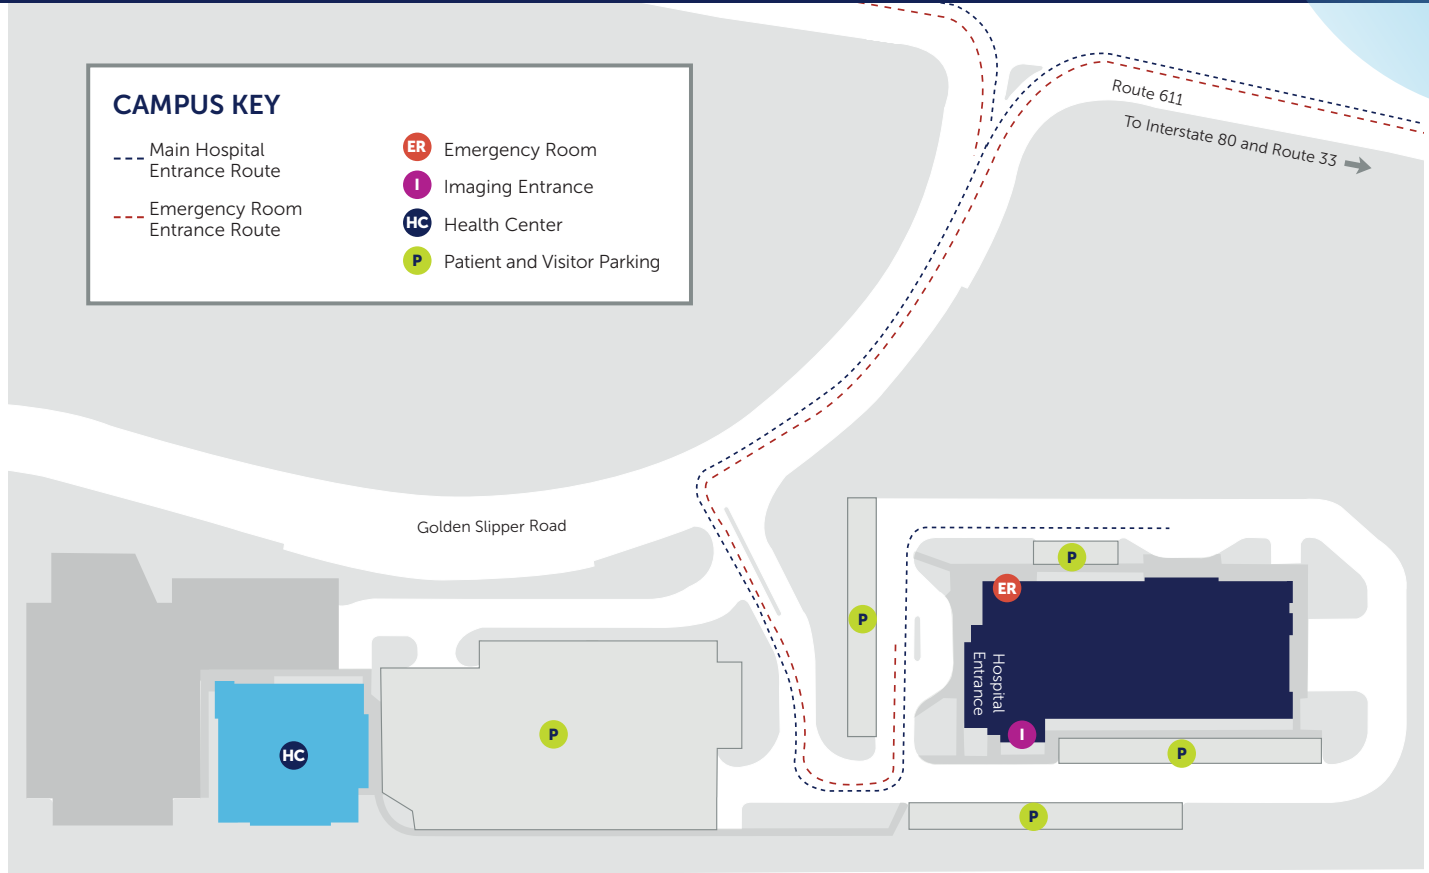 CAMPUS KEY
Main Hospital
Entrance Route
Emergency Room
Entrance Route
ER Emergency Room
I Imaging Entrance
HC Health Center
P Patient and Visitor Parking
Route 611
To Interstate 80 and Route 33
Golden Slipper Road
P
ER
P
Hospital
Entrance
I
P
P
HC
P